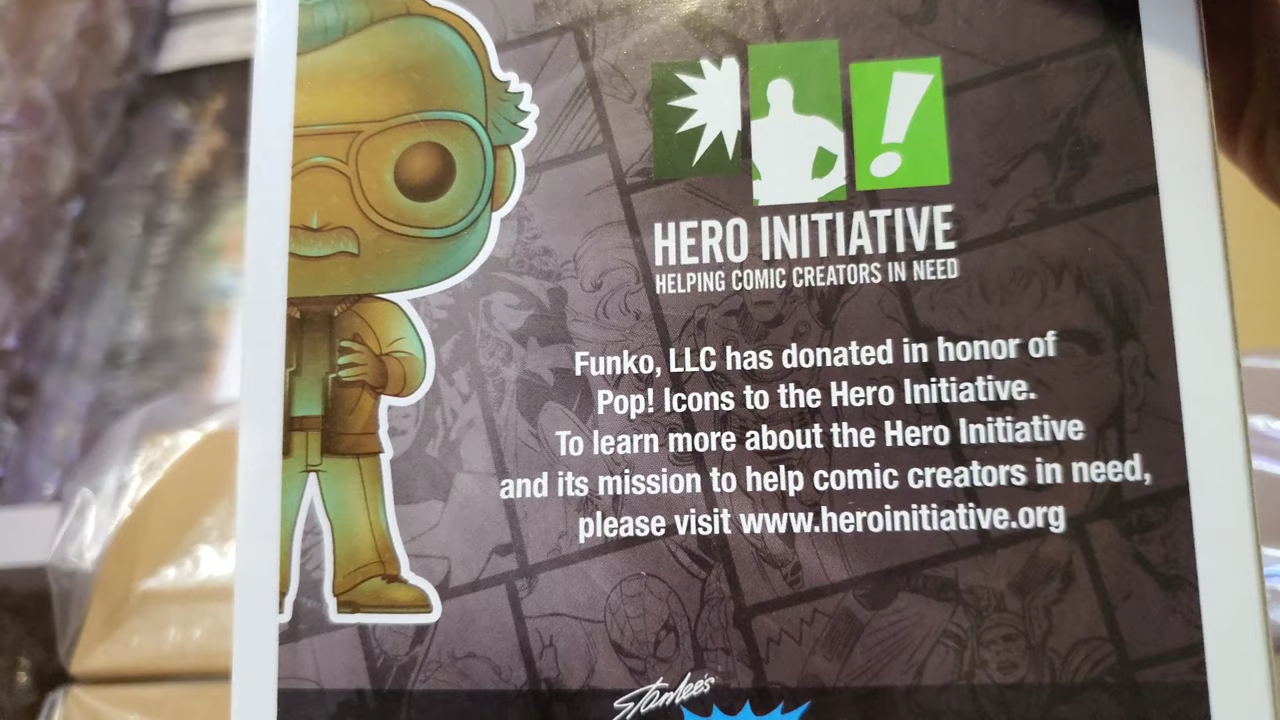 HERO INITIATIVE
HELPING COMIC CREATORS IN NEED
Funko, LLC has donated in honor of
Pop! Icons to the Hero Initiative.
To learn more about the Hero Initiative
and its mission to help comic creators in need,
please visit www.heroinitiative.org
Stan Lee's